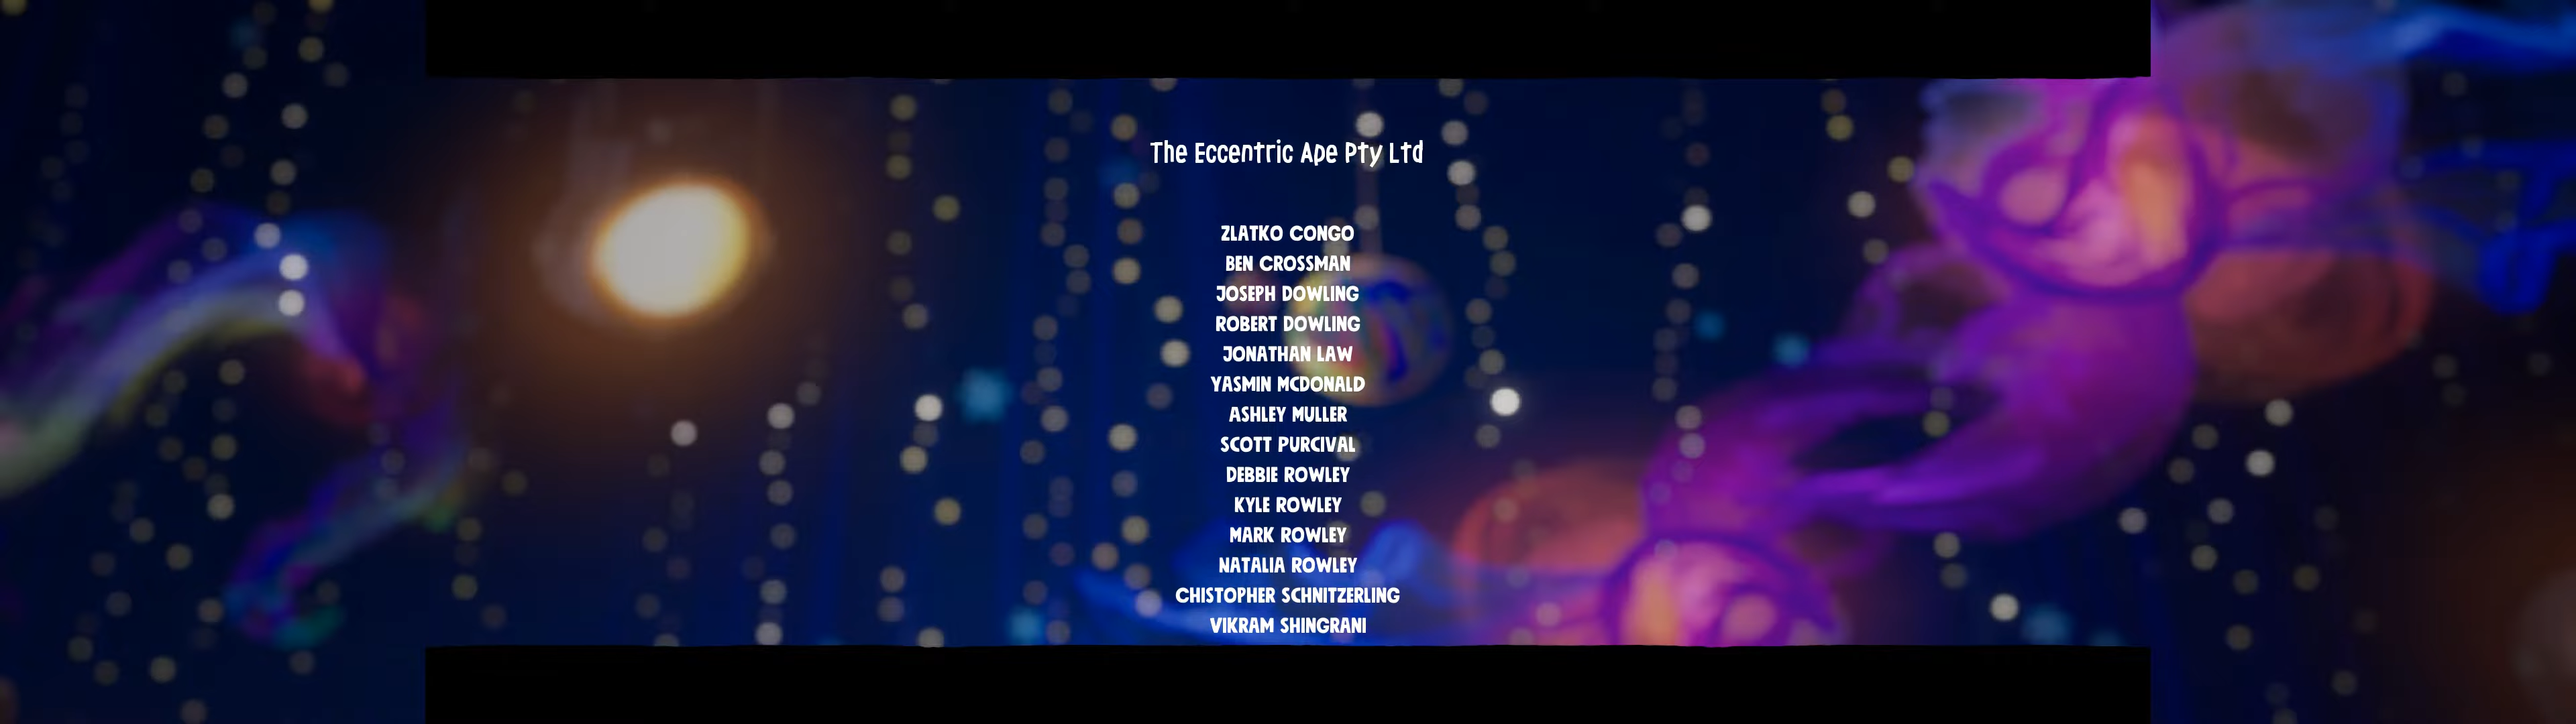 The Eccentric Ape Pty Ltd
ZLATKO CONGO
BEN CROSSMAN
JOSEPH DOWLING
ROBERT DOWLING
JONATHAN LAW
YASMIN MCDONALD
ASHLEY MULLER
SCOTT PURCIVAL
DEBBIE ROWLEY
KYLE ROWLEY
MARK ROWLEY
NATALIA ROWLEY
CHISTOPHER SCHNITZERLING
VIKRAM SHINGRANI